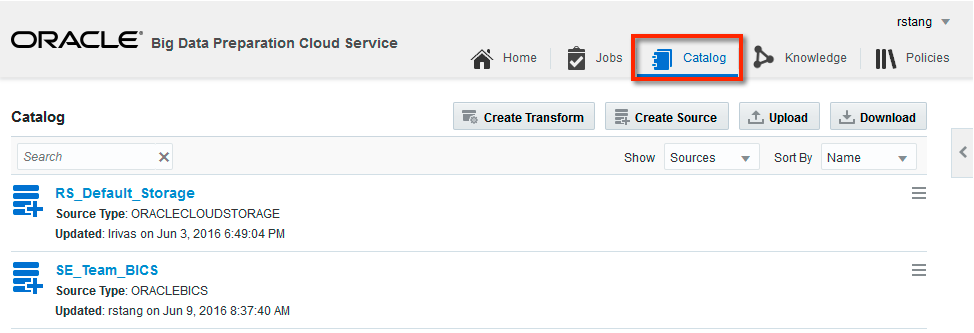 rstang
ORACLE® Big Data Preparation Cloud Service
Home Jobs Catalog Knowledge Policies
Catalog Create Transform Create Source Upload Download
Search Show Sources Sort By Name
RS_Default_Storage
Source Type: ORACLECLOUDSTORAGE
Updated: lrivas on Jun 3, 2016 6:49:04 PM
SE_Team_BICS
Source Type: ORACLEBICS
Updated: rstang on Jun 9, 2016 8:37:40 AM